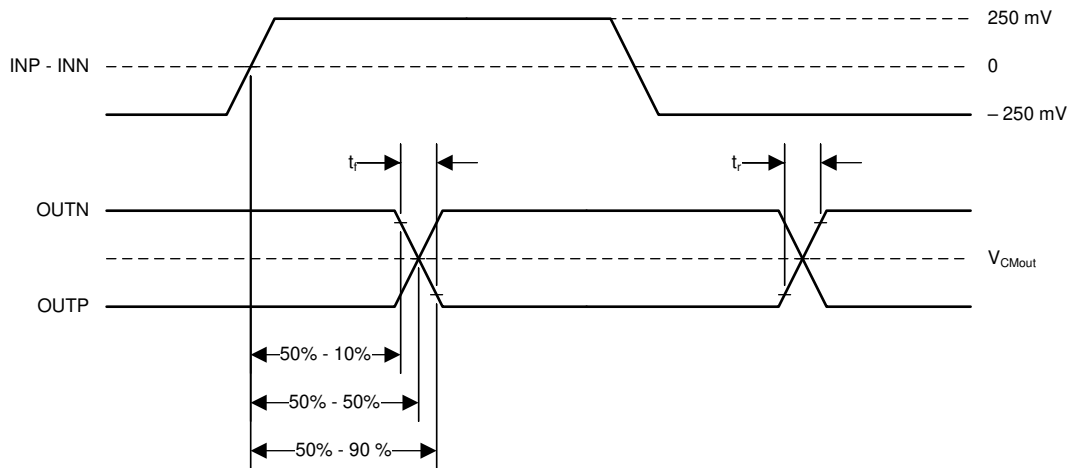 250 mV
INP - INN
0
– 250 mV
tf
tr
OUTN
VCMout
OUTP
50% - 10%
50% - 50%
50% - 90 %